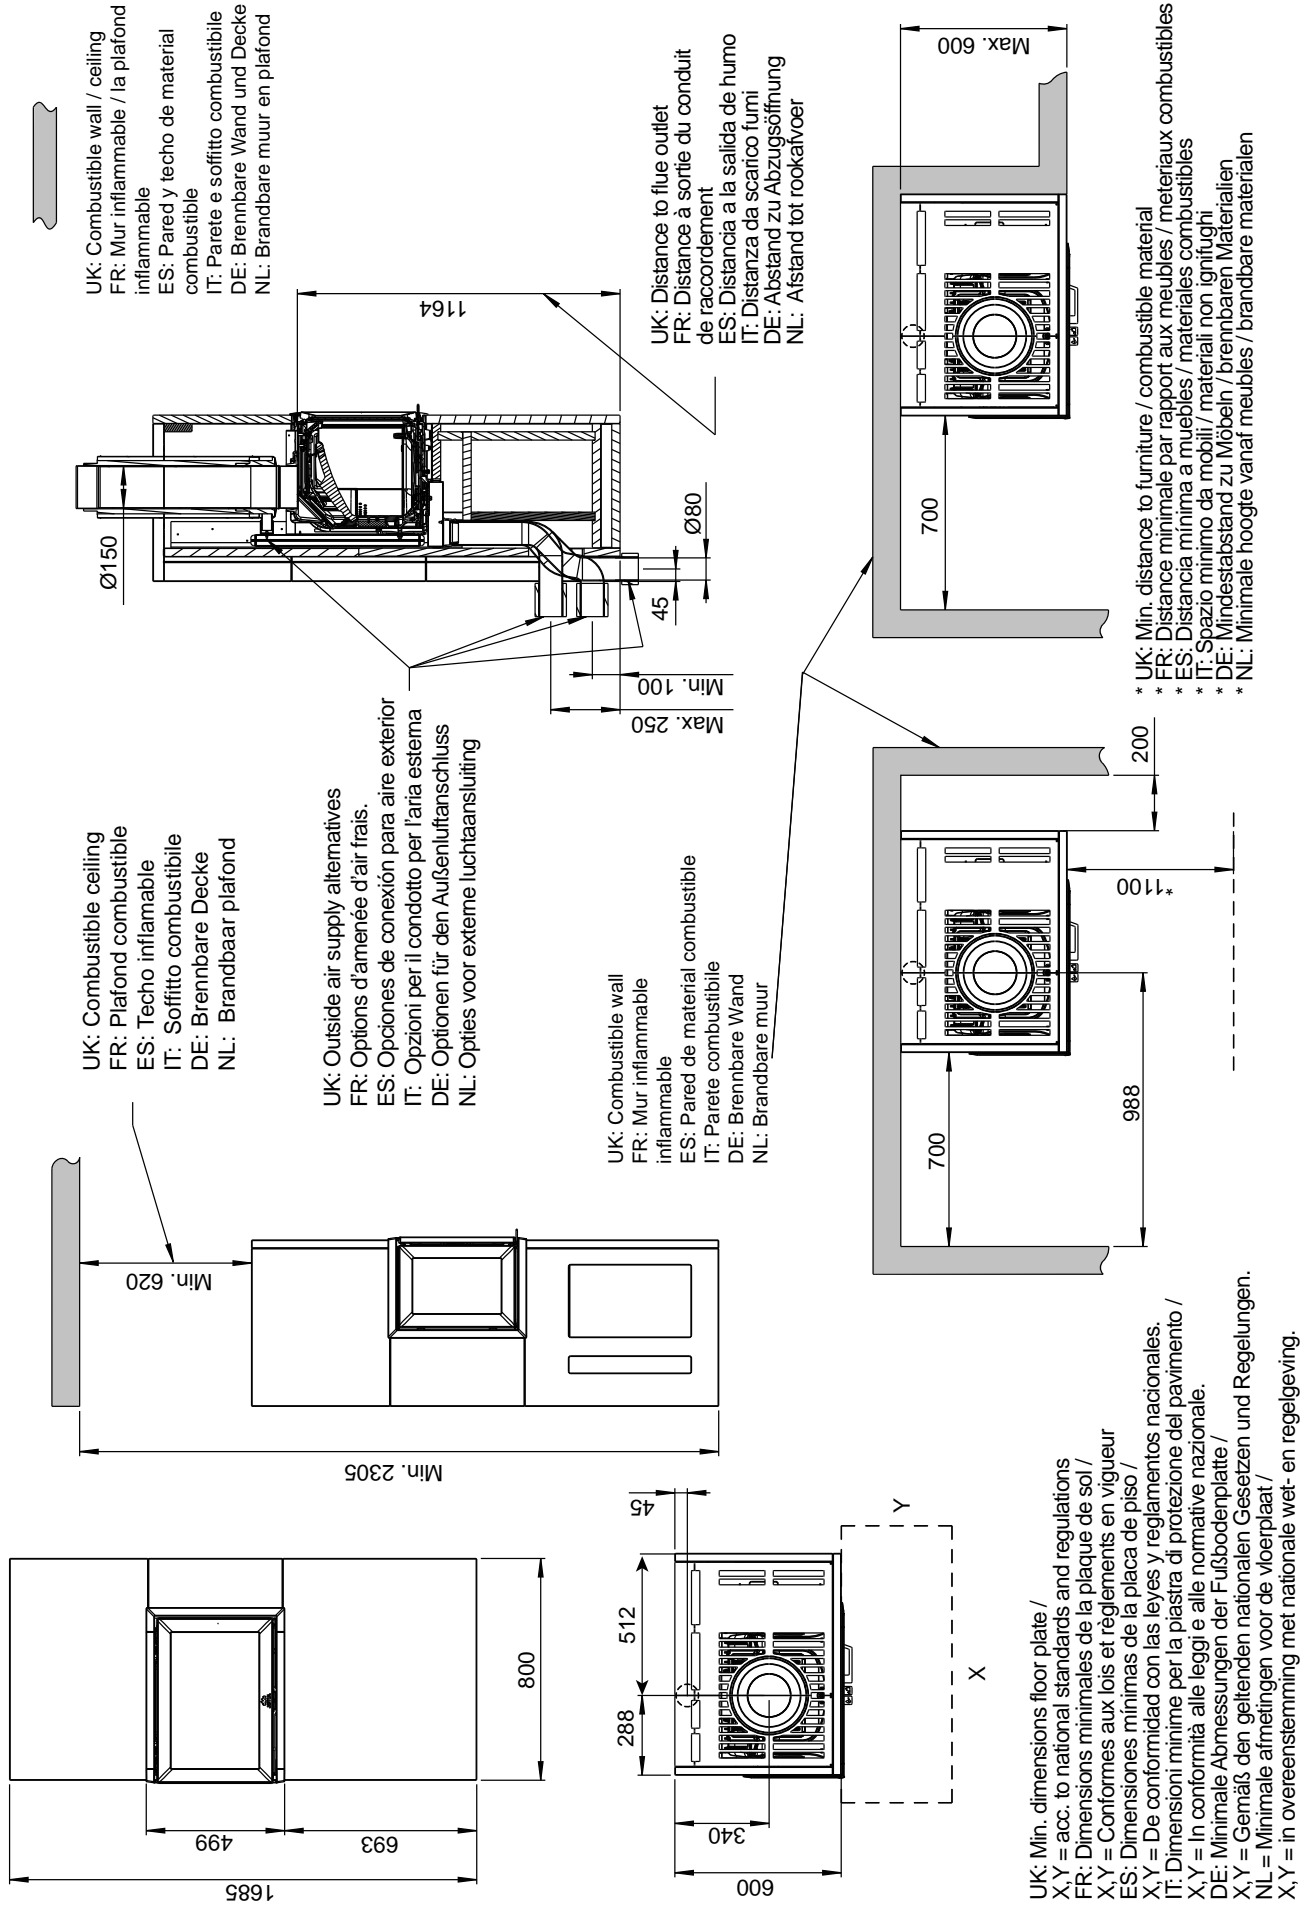 1685
499
693
800
Min. 2305
Min. 620
UK: Combustible ceiling
FR: Plafond combustible
ES: Techo inflamable
IT: Soffitto combustibile
DE: Brennbare Decke
NL: Brandbaar plafond
Ø150
1164
Ø80
45
Min. 100
Max. 250
UK: Combustible wall / ceiling
FR: Mur inflammable / la plafond
inflammable
ES: Pared y techo de material
combustible
IT: Parete e soffitto combustibile
DE: Brennbare Wand und Decke
NL: Brandbare muur en plafond
UK: Outside air supply alternatives
FR: Options d'amenée d'air frais.
ES: Opciones de conexión para aire exterior
IT: Opzioni per il condotto per l'aria esterna
DE: Optionen für den Außenluftanschluss
NL: Opties voor externe luchtaansluiting
UK: Distance to flue outlet
FR: Distance à sortie du conduit
de raccordement
ES: Distancia a la salida de humo
IT: Distanza da scarico fumi
DE: Abstand zu Abzugsöffnung
NL: Afstand tot rookafvoer
288
512
45
340
600
X
Y
UK: Combustible wall
FR: Mur inflammable
inflammable
ES: Pared de material combustible
IT: Parete combustibile
DE: Brennbare Wand
NL: Brandbare muur
700
988
200
*1100
700
Max. 600
UK: Min. dimensions floor plate /
X,Y = acc. to national standards and regulations
FR: Dimensions minimales de la plaque de sol /
X,Y = Conformes aux lois et règlements en vigueur
ES: Dimensiones mínimas de la placa de piso /
X,Y = De conformidad con las leyes y reglamentos nacionales.
IT: Dimensioni minime per la piastra di protezione del pavimento /
X,Y = In conformità alle leggi e alle normative nazionale.
DE: Minimale Abmessungen der Fußbodenplatte /
X,Y = Gemäß den geltenden nationalen Gesetzen und Regelungen.
NL = Minimale afmetingen voor de vloerplaat /
X,Y = in overeenstemming met nationale wet- en regelgeving.
* UK: Min. distance to furniture / combustible material
* FR: Distance minimale par rapport aux meubles / meteriaux combustibles
* ES: Distancia mínima a muebles / materiales combustibles
* IT: Spazio minimo da mobili / materiali non ignifughi
* DE: Mindestabstand zu Möbeln / brennbaren Materialien
* NL: Minimale hoogte vanaf meubles / brandbare materialen